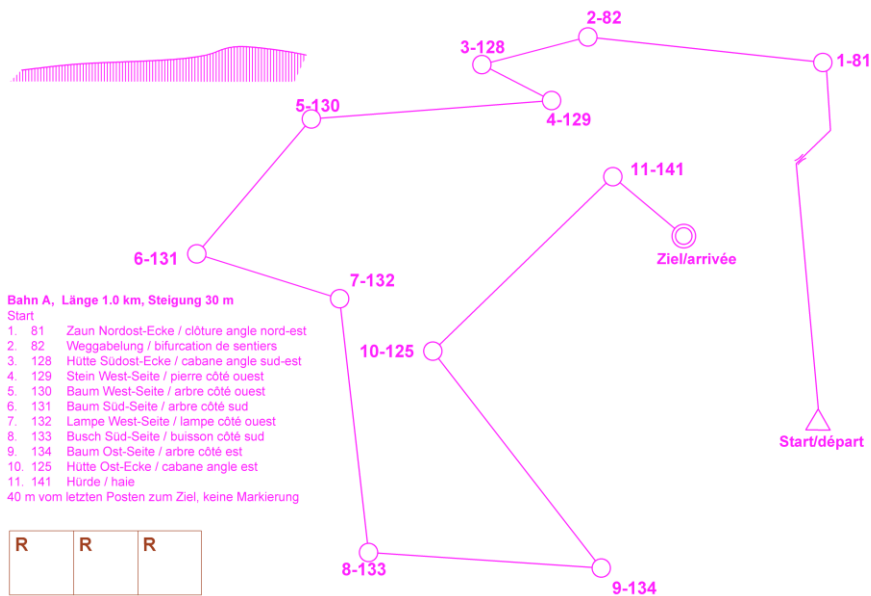 2-82
3-128
1-81
5-130
4-129
11-141
6-131
Ziel/arrivée
7-132
Bahn A, Länge 1.0 km, Steigung 30 m
Start
1. 81 Zaun Nordost-Ecke / clôture angle nord-est
2. 82 Weggabelung / bifurcation de sentiers
3. 128 Hütte Südost-Ecke / cabane angle sud-est
4. 129 Stein West-Seite / pierre côté ouest
5. 130 Baum West-Seite / arbre côté ouest
6. 131 Baum Süd-Seite / arbre côté sud
7. 132 Lampe West-Seite / lampe côté ouest
8. 133 Busch Süd-Seite / buisson côté sud
9. 134 Baum Ost-Seite / arbre côté est
10. 125 Hütte Ost-Ecke / cabane angle est
11. 141 Hürde / haie
40 m vom letzten Posten zum Ziel, keine Markierung
10-125
Start/départ
R R R
8-133
9-134